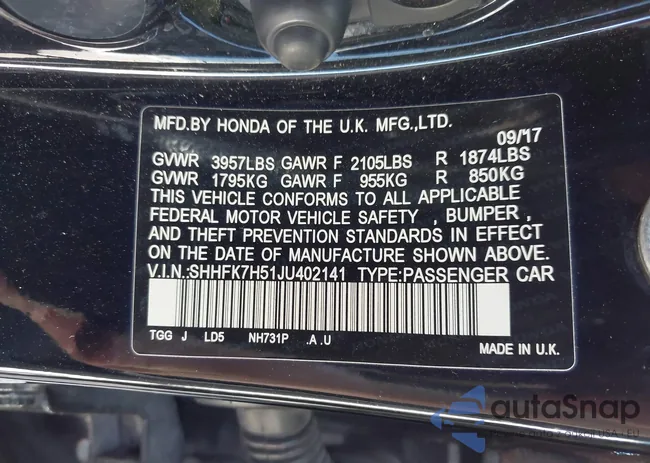 MFD.BY HONDA OF THE U.K. MFG.,LTD.
09/17
GVWR 3957LBS GAWR F 2105LBS R 1874LBS
GVWR 1795KG GAWR F 955KG R 850KG
THIS VEHICLE CONFORMS TO ALL APPLICABLE
FEDERAL MOTOR VEHICLE SAFETY , BUMPER ,
AND THEFT PREVENTION STANDARDS IN EFFECT
ON THE DATE OF MANUFACTURE SHOWN ABOVE.
V.I.N.:SHHFK7H51JU402141 TYPE:PASSENGER CAR
TGG J LD5 NH731P .A .U
MADE IN U.K.
autoSnap